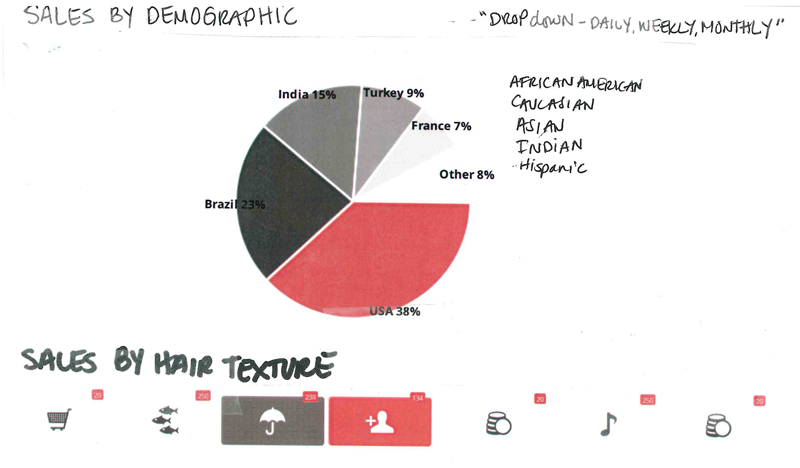 SALES BY DEMOGRAPHIC
-"DROPdOWN - DAILY, WEEKLY, MONTHLY"
India 15%
Turkey 9%
France 7%
Other 8%
Brazil 23%
USA 38%
AFRICAN AMERICAN
CAUCASIAN
ASIAN
INDIAN
Hispanic
SALES BY HAIR TEXTURE
20
250
236
134
20
250
20